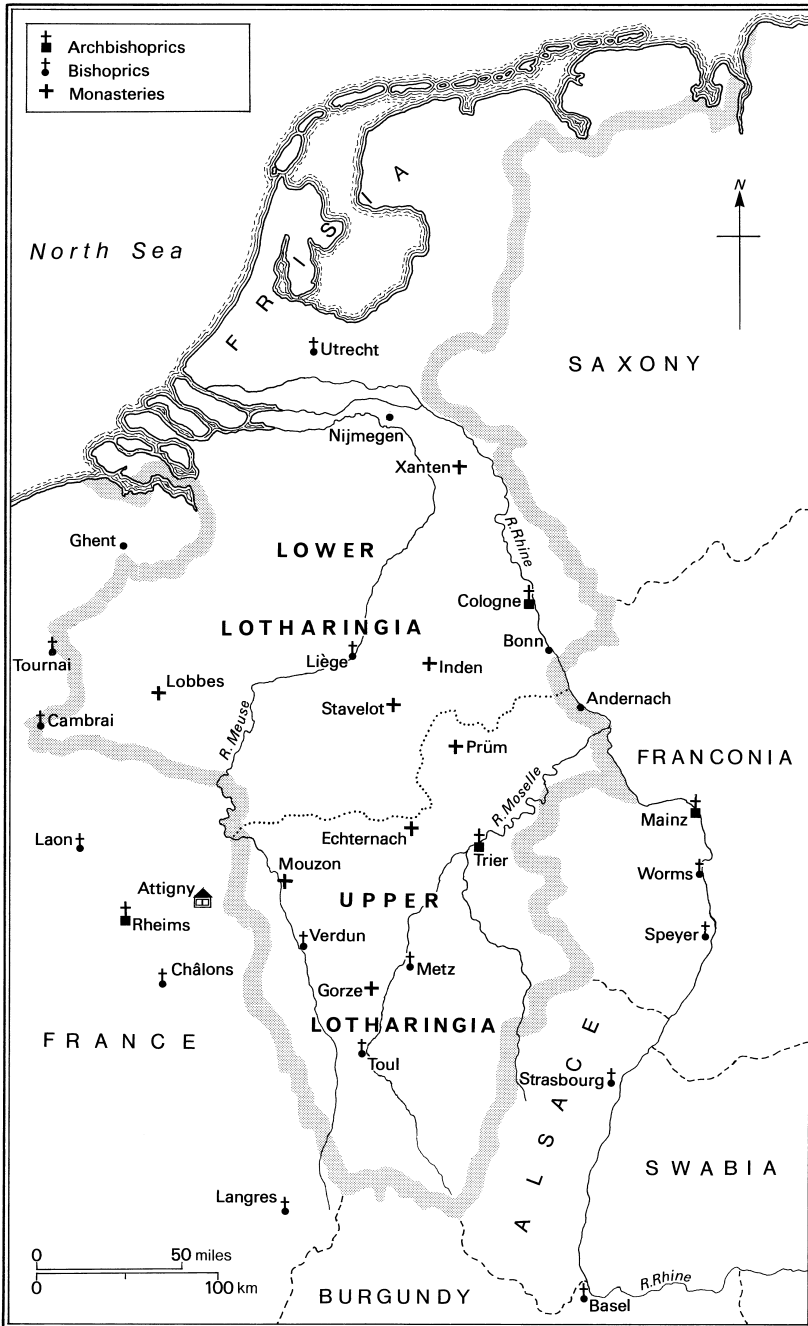 Archbishoprics
Bishoprics
Monasteries
N
North Sea
FRISIA
Utrecht
SAXONY
Nijmegen
Xanten
R.Rhine
Ghent
LOWER
LOTHARINGIA
Cologne
Tournai
Liège
Inden
Bonn
Lobbes
Stavelot
Andernach
Cambrai
R.Meuse
Prüm
FRANCONIA
R.Moselle
Mainz
Laon
Echternach
Trier
Mouzon
Worms
Attigny
UPPER
Rheims
Verdun
Speyer
Metz
Châlons
Gorze
LOTHARINGIA
FRANCE
Toul
Strasbourg
ALSACE
SWABIA
Langres
0 50 miles
0 100 km
BURGUNDY
R.Rhine
Basel